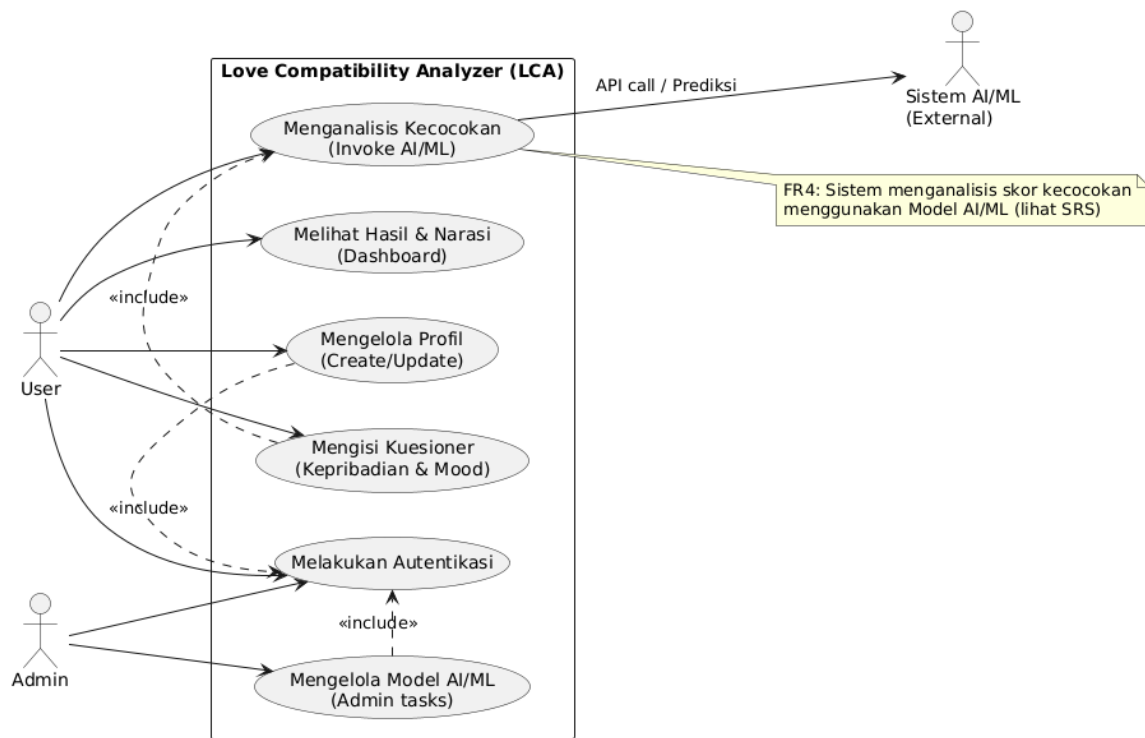 Love Compatibility Analyzer (LCA)
Menganalisis Kecocokan
(Invoke AI/ML)
API call / Prediksi
Sistem AI/ML
(External)
FR4: Sistem menganalisis skor kecocokan
menggunakan Model AI/ML (lihat SRS)
Melihat Hasil & Narasi
(Dashboard)
«include»
Mengelola Profil
(Create/Update)
User
Mengisi Kuesioner
(Kepribadian & Mood)
«include»
Melakukan Autentikasi
«include»
Admin
Mengelola Model AI/ML
(Admin tasks)